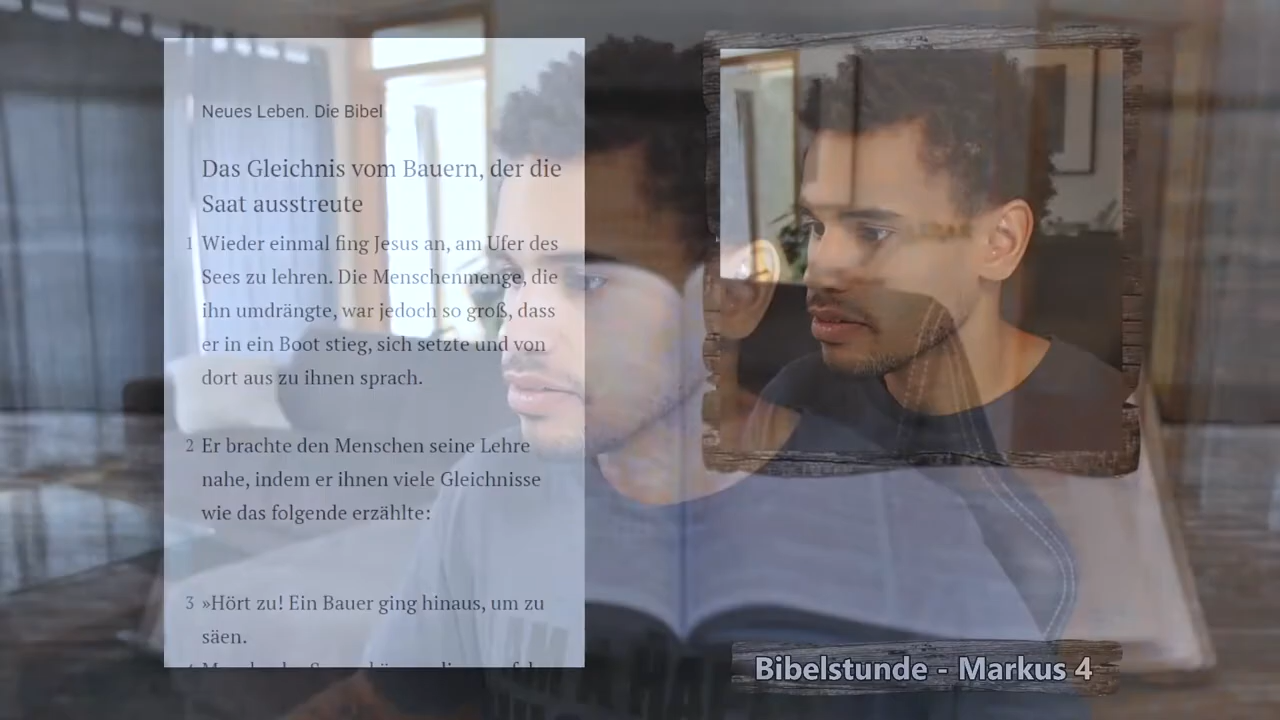 Neues Leben. Die Bibel
Das Gleichnis vom Bauern, der die
Saat ausstreute
1 Wieder einmal fing Jesus an, am Ufer des
Sees zu lehren. Die Menschenmenge, die
ihn umdrängte, war jedoch so groß, dass
er in ein Boot stieg, sich setzte und von
dort aus zu ihnen sprach.
2 Er brachte den Menschen seine Lehre
nahe, indem er ihnen viele Gleichnisse
wie das folgende erzählte:
3 »Hört zu! Ein Bauer ging hinaus, um zu
säen.
Bibelstunde - Markus 4